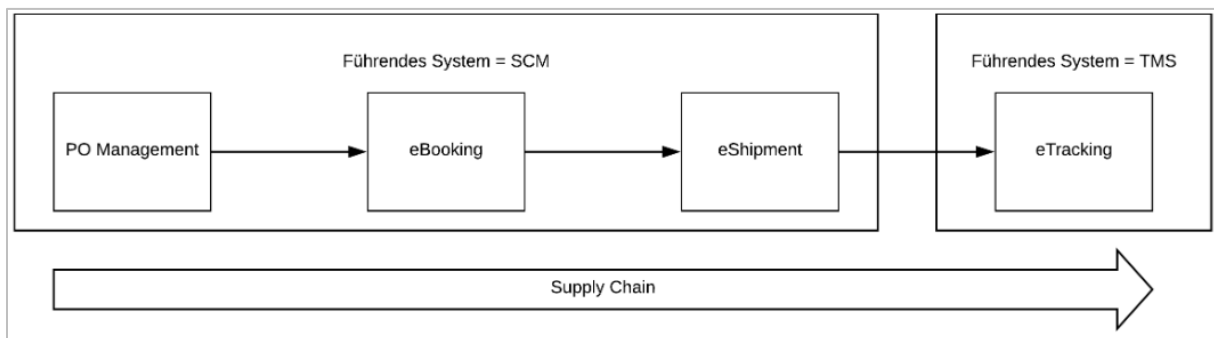 Führendes System = SCM
Führendes System = TMS
PO Management
eBooking
eShipment
eTracking
Supply Chain